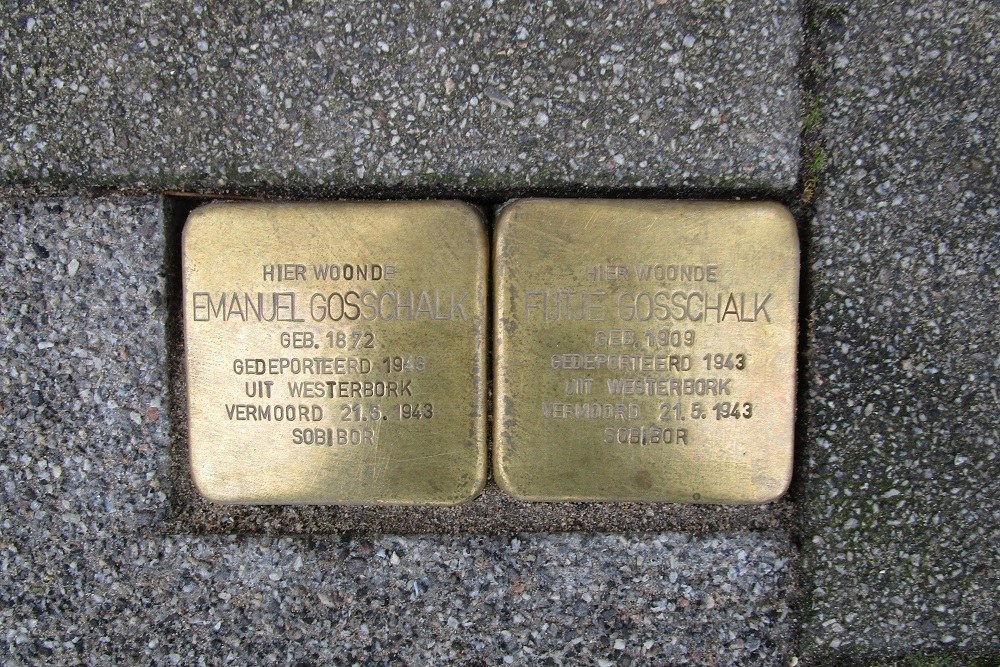 HIER WOONDE
EMANUEL GOSSCHALK
GEB. 1872
GEDEPORTEERD 1943
UIT WESTERBORK
VERMOORD 21.5.1943
SOBIBOR
HIER WOONDE
FIJTJE GOSSCHALK
GEB. 1909
GEDEPORTEERD 1943
UIT WESTERBORK
VERMOORD 21.5.1943
SOBIBOR